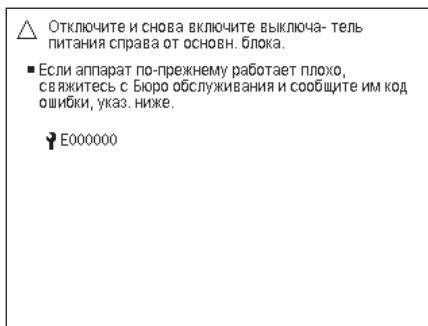 Отключите и снова включите выключа- тель
питания справа от основн. блока.
■ Если аппарат по-прежнему работает плохо,
свяжитесь с Бюро обслуживания и сообщите им код
ошибки, указ. ниже.
E000000